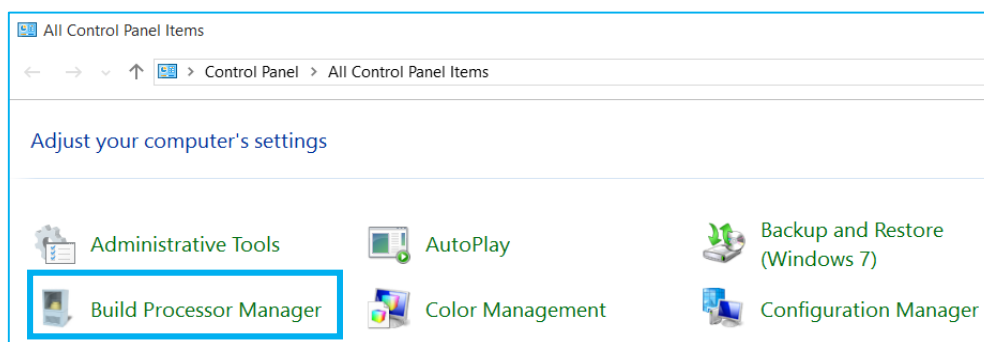 All Control Panel Items
Control Panel > All Control Panel Items
Adjust your computer's settings
Administrative Tools
AutoPlay
Backup and Restore
(Windows 7)
Build Processor Manager
Color Management
Configuration Manager